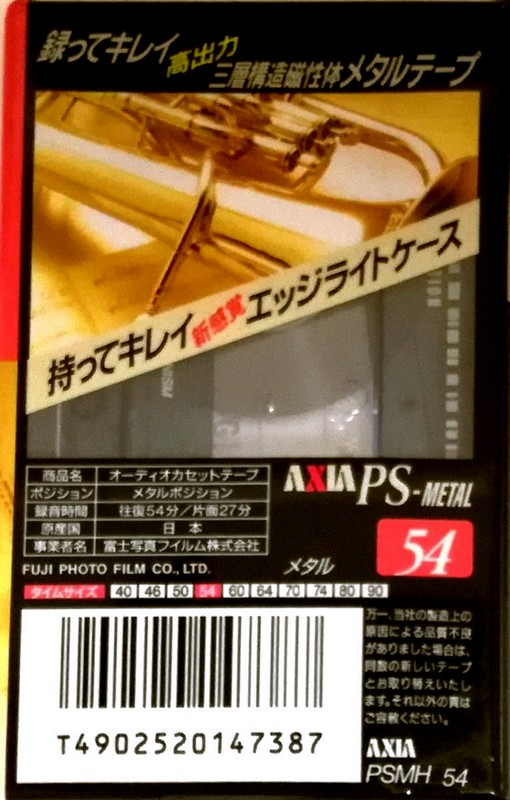 録ってキレイ
高出力
三層構造磁性体メタルテープ
持ってキレイ新感覚エッジライトケース
商品名 オーディオカセットテープ
ポジション メタルポジション
録音時間 往復54分/片面27分
原産国 日本
事業者名 富士写真フイルム株式会社
FUJI PHOTO FILM CO., LTD.
AXIA PS-METAL
54
メタル
タイムサイズ 40 46 50 54 60 64 70 74 80 90
万一、当社の製造上の
原因による品質不良
がありました場合は、
同数の新しいテープ
とお取り替えいたし
ます。それ以外の責は
ご容赦ください。
T4902520147387
AXIA
PSMH 54